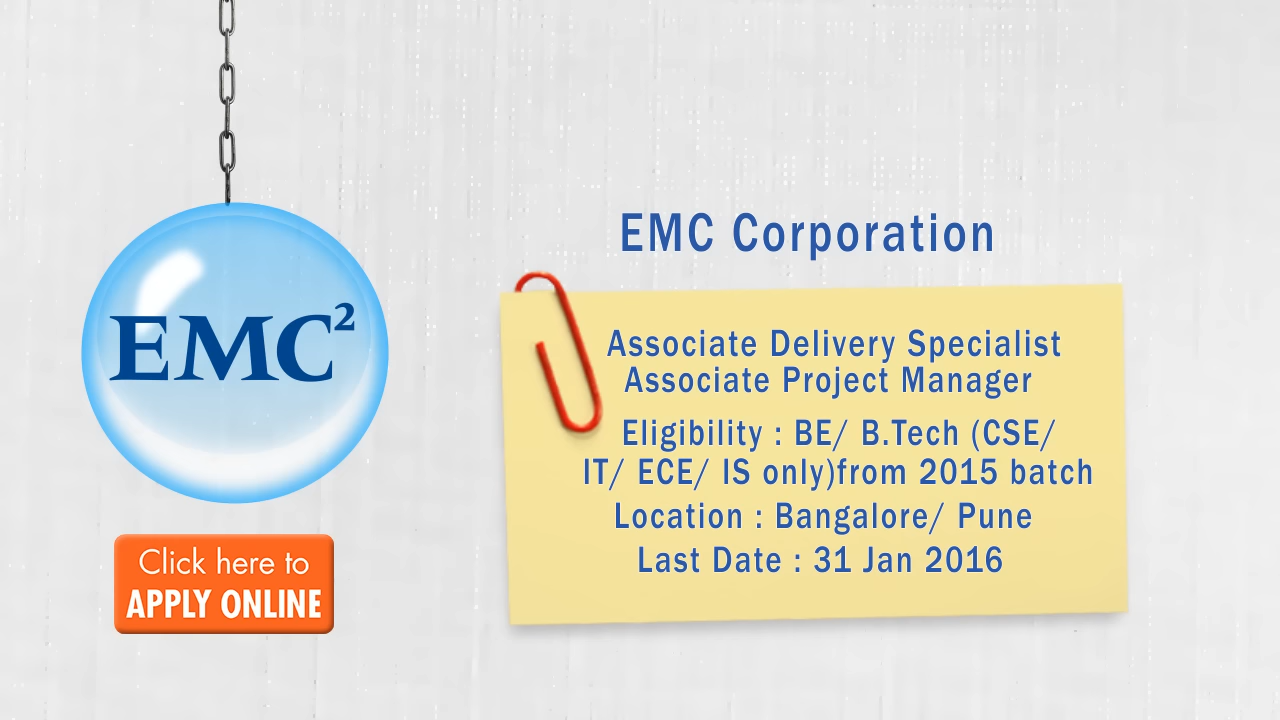 EMC²
Click here to
APPLY ONLINE
EMC Corporation
Associate Delivery Specialist
Associate Project Manager
Eligibility : BE/ B.Tech (CSE/
IT/ ECE/ IS only)from 2015 batch
Location : Bangalore/ Pune
Last Date : 31 Jan 2016